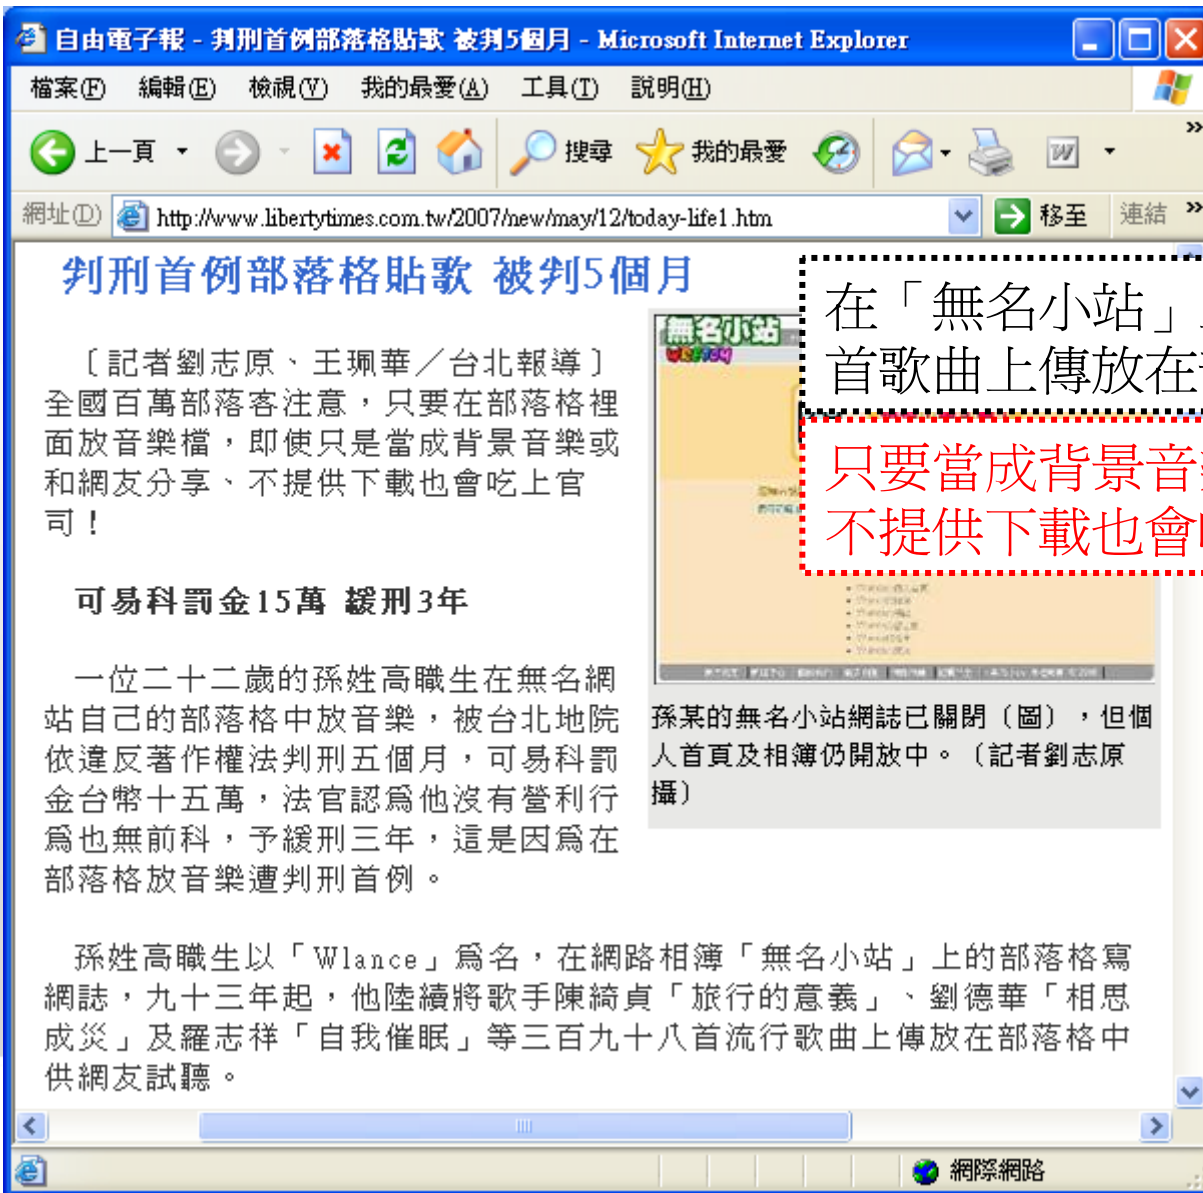 自由電子報 - 判刑首例部落格貼歌 被判5個月 - Microsoft Internet Explorer
檔案(F) 編輯(E) 檢視(V) 我的最愛(A) 工具(T) 說明(H)
上一頁 搜尋 我的最愛
網址(D) http://www.libertytimes.com.tw/2007/new/may/12/today-life1.htm 移至 連結
判刑首例部落格貼歌 被判5個月
〔記者劉志原、王珮華／台北報導〕
全國百萬部落客注意，只要在部落格裡
面放音樂檔，即使只是當成背景音樂或
和網友分享、不提供下載也會吃上官
司！
可易科罰金15萬 緩刑3年
一位二十二歲的孫姓高職生在無名網
站自己的部落格中放音樂，被台北地院
依違反著作權法判刑五個月，可易科罰
金台幣十五萬，法官認為他沒有營利行
為也無前科，予緩刑三年，這是因為在
部落格放音樂遭判刑首例。
無名小站
WRETCH
在「無名小站」
首歌曲上傳放在
只要當成背景音
不提供下載也會
孫某的無名小站網誌已關閉（圖），但個
人首頁及相簿仍開放中。（記者劉志原
攝）
孫姓高職生以「Wlance」為名，在網路相簿「無名小站」上的部落格寫
網誌，九十三年起，他陸續將歌手陳綺貞「旅行的意義」、劉德華「相思
成災」及羅志祥「自我催眠」等三百九十八首流行歌曲上傳放在部落格中
供網友試聽。
網際網路